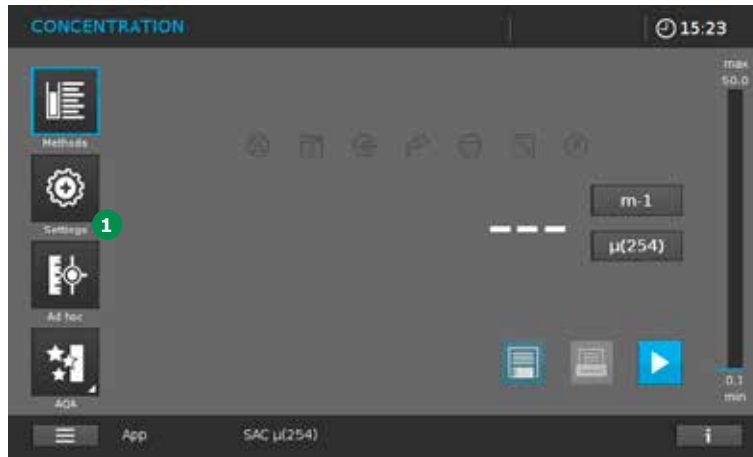 CONCENTRATION
15:23
max
50.0
Methods
Settings
1
m-1
µ(254)
Ad hoc
AQA
0.1
min
App
SAC µ(254)
i